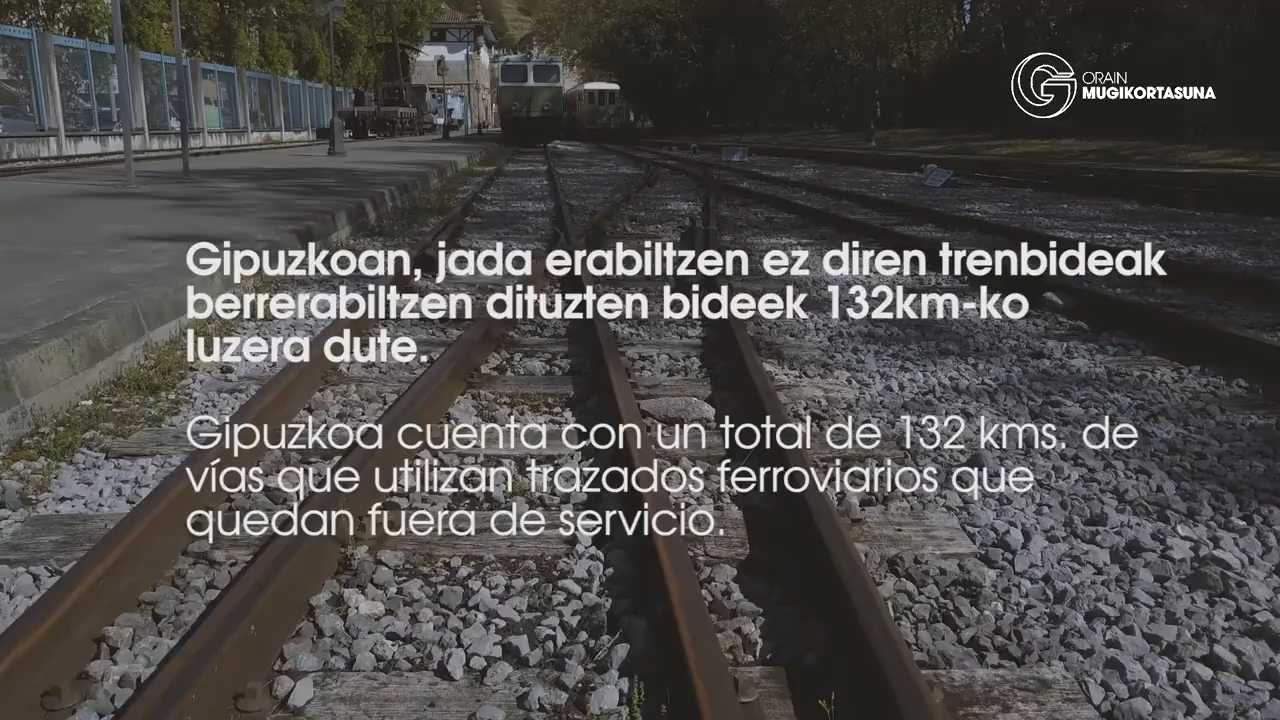 ORAIN
MUGIKORTASUNA
Gipuzkoan, jada erabiltzen ez diren trenbideak
berrerabiltzen dituzten bideek 132km-ko
luzera dute.
Gipuzkoa cuenta con un total de 132 kms. de
vías que utilizan trazados ferroviarios que
quedan fuera de servicio.